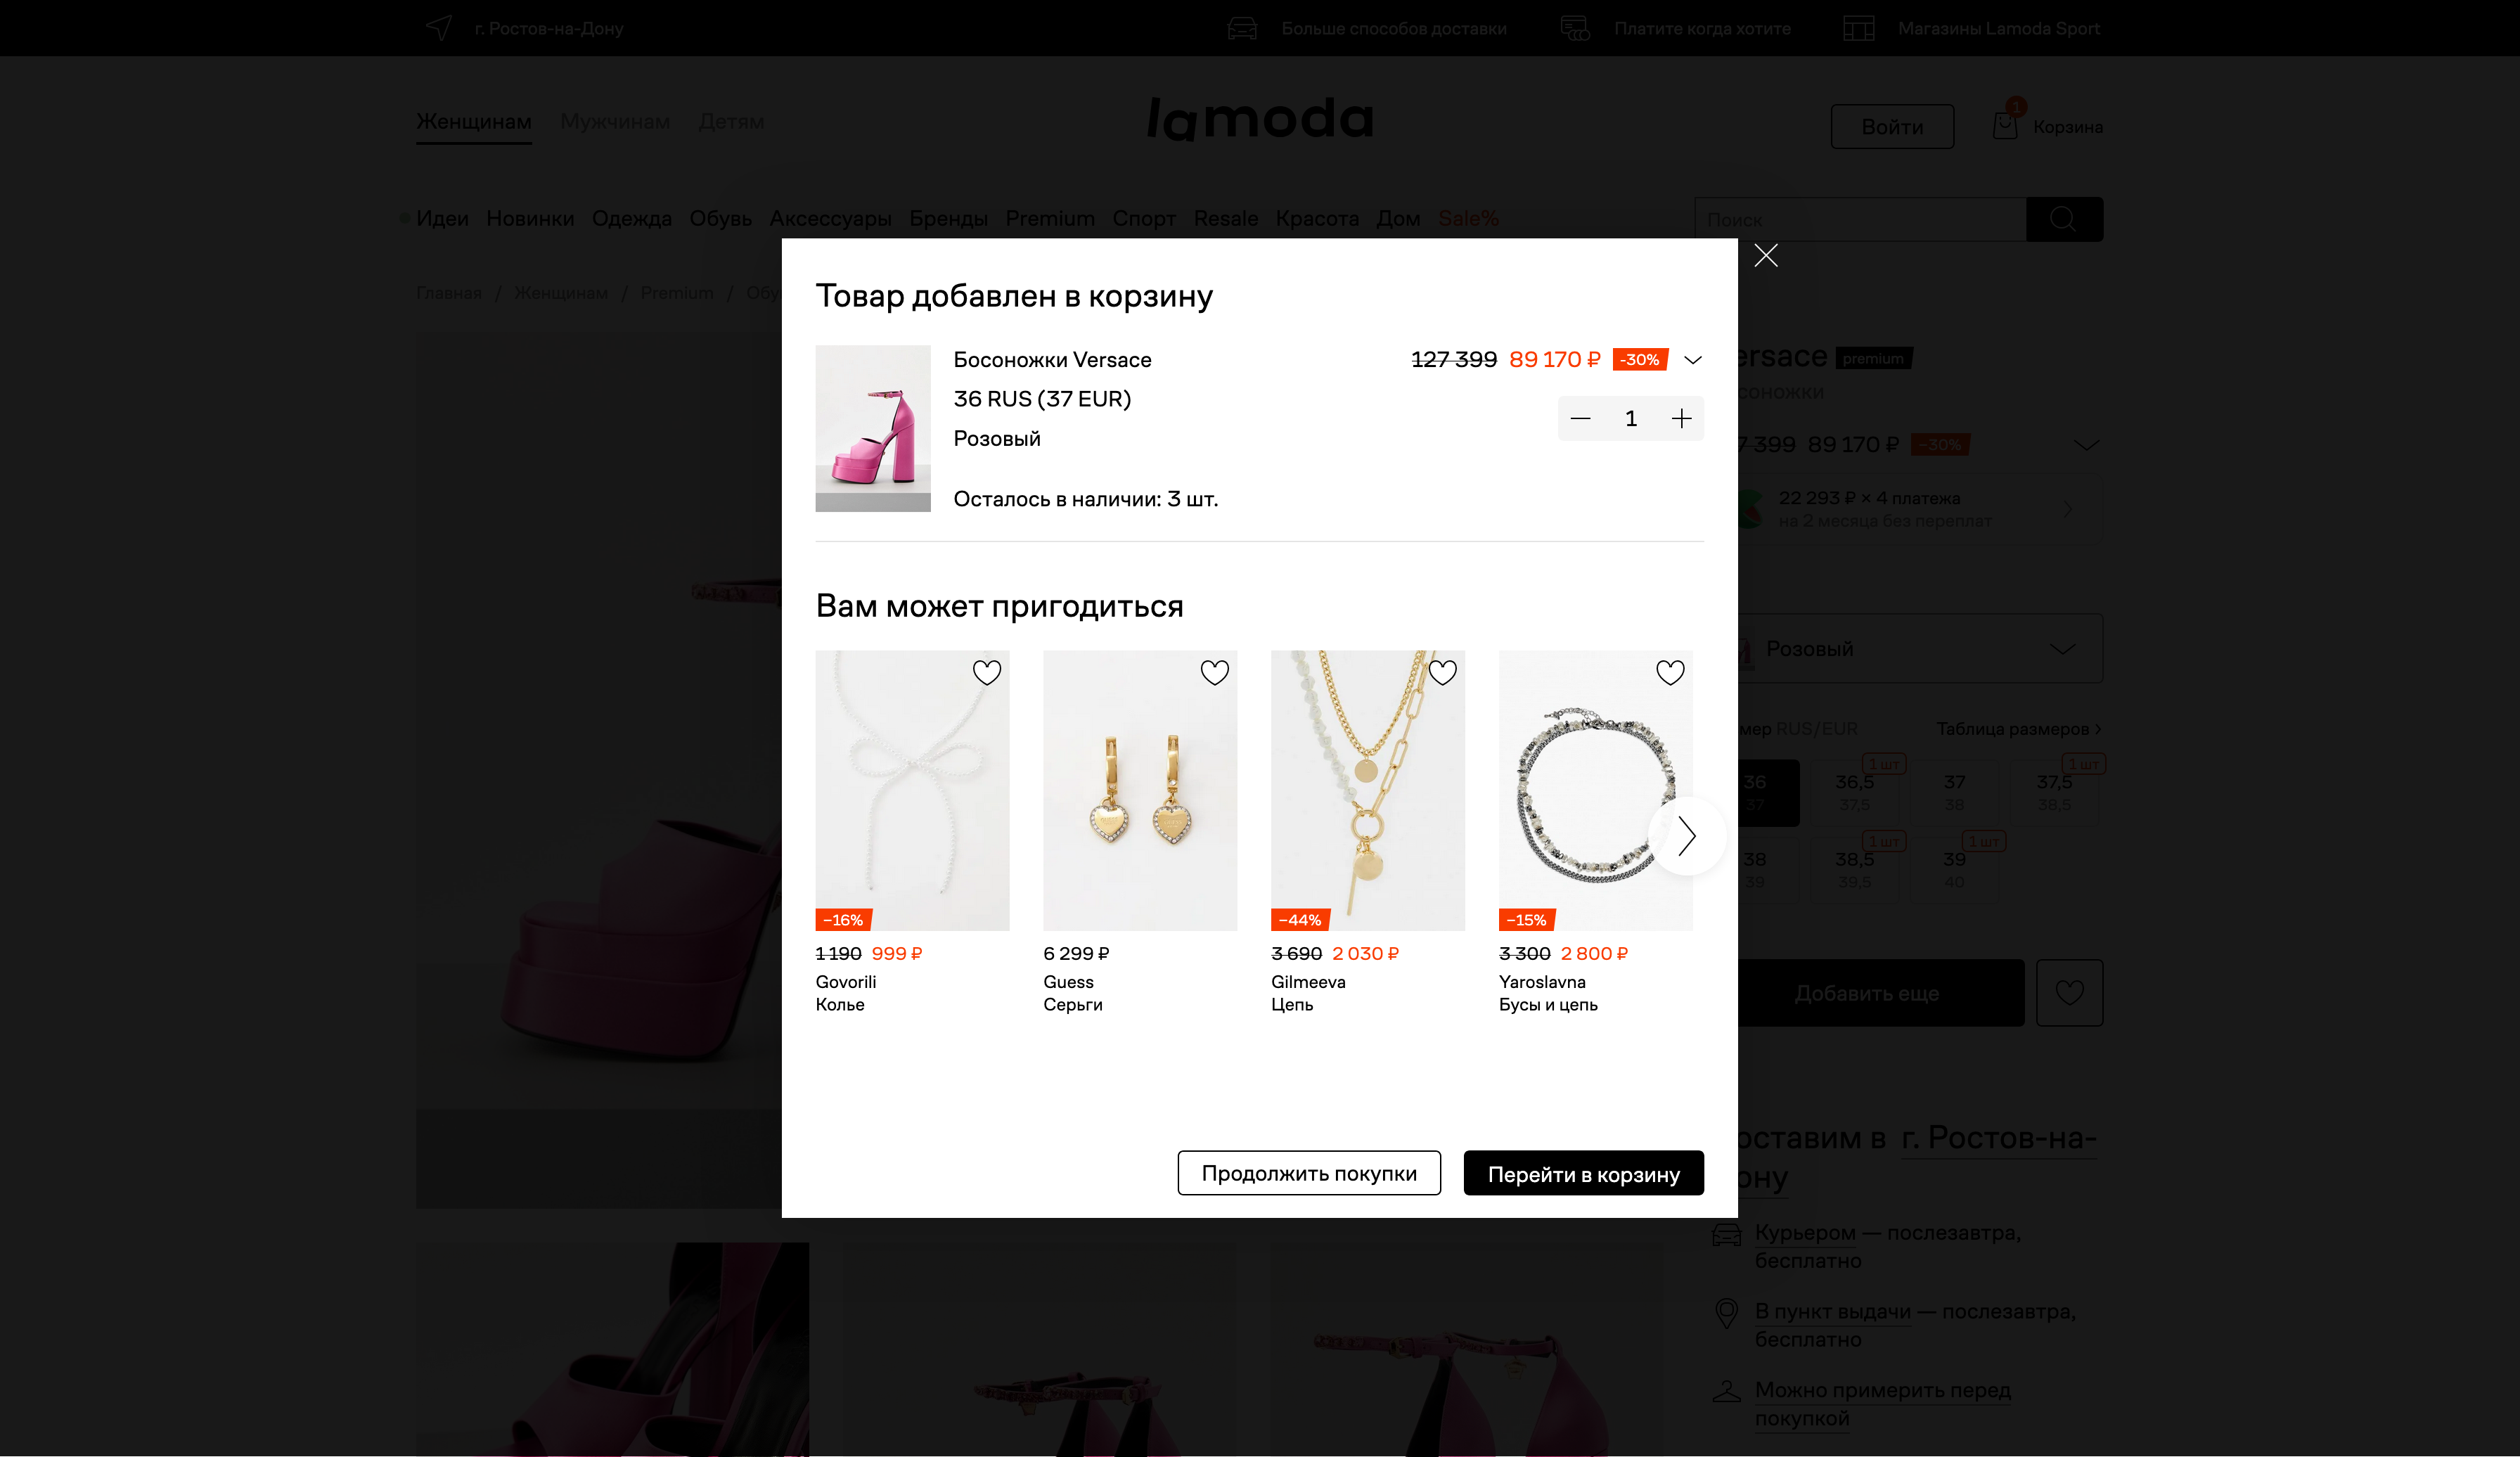 г. Ростов-на-Дону
Больше способов доставки
Платите когда хотите
Магазины Lamoda Sport
Женщинам Мужчинам Детям
lamoda
Войти
1
Корзина
Идеи Новинки Одежда Обувь Аксессуары Бренды Premium Спорт Resale Красота Дом Sale%
Поиск
Главная / Женщинам / Premium /
Товар добавлен в корзину
Босоножки Versace
127 399 89 170 ₽ -30%
36 RUS (37 EUR)
1
Розовый
Осталось в наличии: 3 шт.
Вам может пригодиться
−16%
1 190 999 ₽
Govorili
Колье
6 299 ₽
Guess
Серьги
−44%
3 690 2 030 ₽
Gilmeeva
Цепь
−15%
3 300 2 800 ₽
Yaroslavna
Бусы и цепь
Продолжить покупки
Перейти в корзину
premium
399 89 170 ₽ −30%
22 293 ₽ × 4 платежа
на 2 месяца без переплат
Розовый
RUS/EUR
Таблица размеров
36
37
36,5
37,5
1 шт
37
38
37,5
38,5
1 шт
38
39
38,5
39,5
1 шт
39
40
1 шт
Добавить еще
в г. Ростов-на-
Курьером — послезавтра,
бесплатно
В пункт выдачи — послезавтра,
бесплатно
Можно примерить перед
покупкой